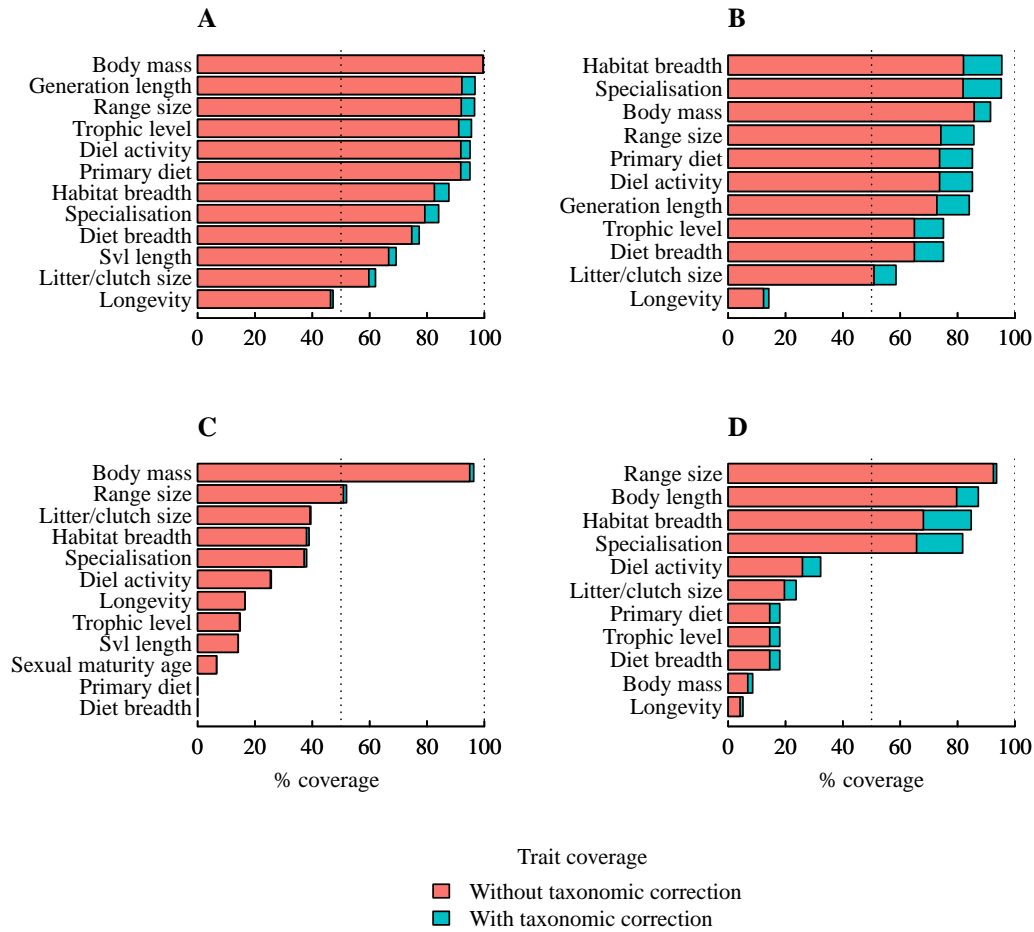 A
Body mass
Generation length
Range size
Trophic level
Diel activity
Primary diet
Habitat breadth
Specialisation
Diet breadth
Svl length
Litter/clutch size
Longevity
0 20 40 60 80 100
B
Habitat breadth
Specialisation
Body mass
Range size
Primary diet
Diel activity
Generation length
Trophic level
Diet breadth
Litter/clutch size
Longevity
0 20 40 60 80 100
C
Body mass
Range size
Litter/clutch size
Habitat breadth
Specialisation
Diel activity
Longevity
Trophic level
Svl length
Sexual maturity age
Primary diet
Diet breadth
0 20 40 60 80 100
% coverage
D
Range size
Body length
Habitat breadth
Specialisation
Diel activity
Litter/clutch size
Primary diet
Trophic level
Diet breadth
Body mass
Longevity
0 20 40 60 80 100
% coverage
Trait coverage
Without taxonomic correction
With taxonomic correction